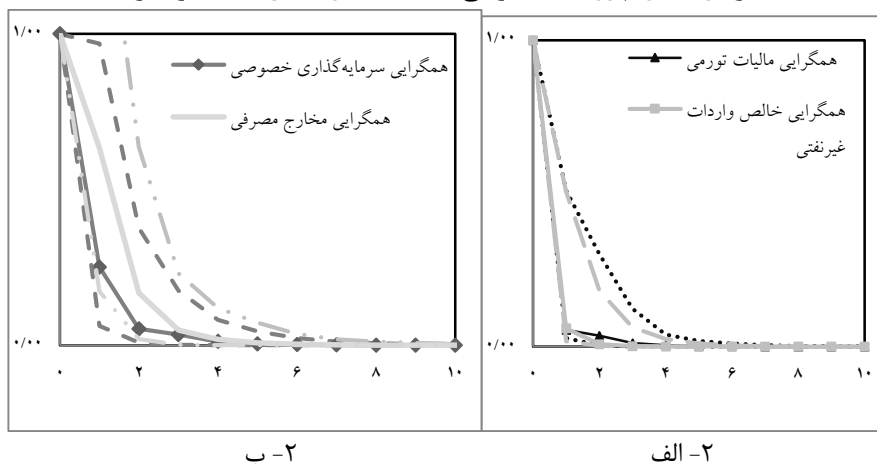 ۱/۰۰
همگرایی مالیات تورمی
همگرایی خالص واردات
غیرنفتی
۰/۰۰
۰ ۲ ۴ ۶ ۸ ۱۰
۲- الف
۱/۰۰
همگرایی سرمایه‌گذاری خصوصی
همگرایی مخارج مصرفی
۰/۰۰
۰ ۲ ۴ ۶ ۸ ۱۰
۲- ب